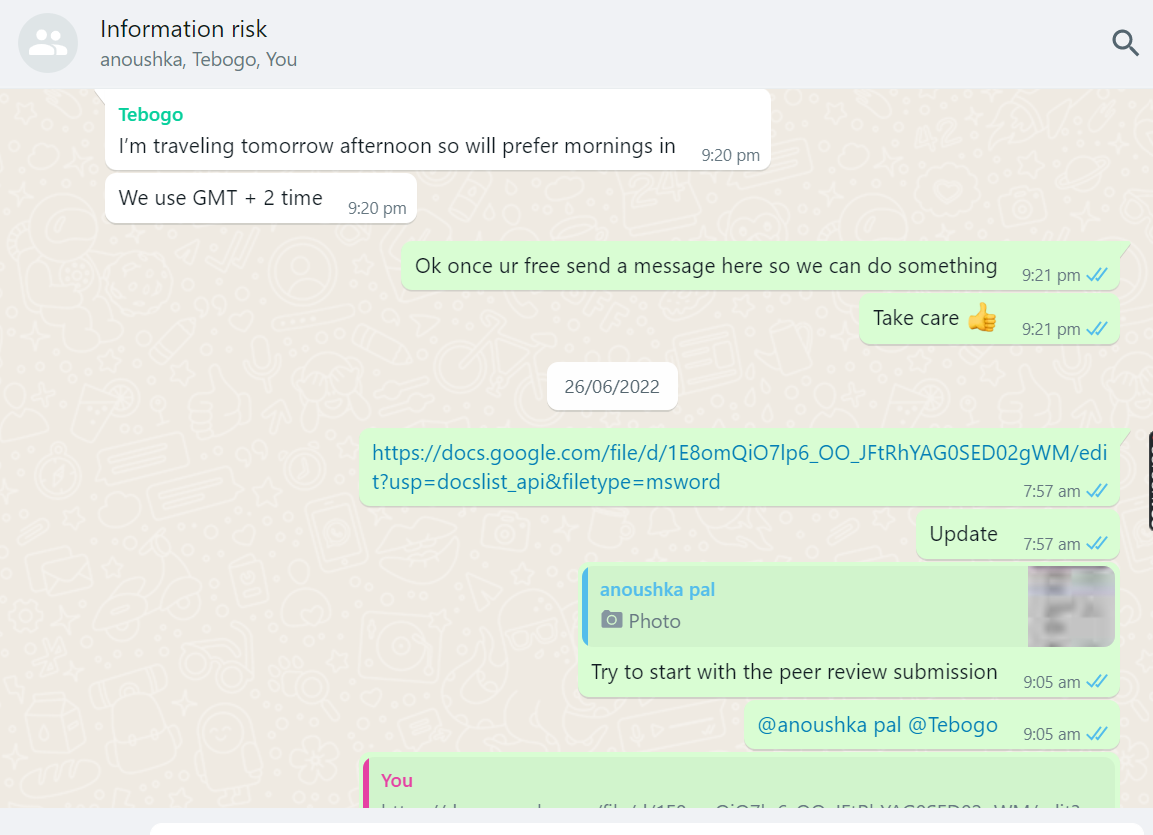 Information risk
anoushka, Tebogo, You
Tebogo
I'm traveling tomorrow afternoon so will prefer mornings in
9:20 pm
We use GMT + 2 time
9:20 pm
Ok once ur free send a message here so we can do something
9:21 pm
Take care 👍
9:21 pm
26/06/2022
https://docs.google.com/file/d/1E8omQiO7lp6_OO_JFtRhYAG0SED02gWM/edi
t?usp=docslist_api&filetype=msword
7:57 am
Update
7:57 am
anoushka pal
Photo
Try to start with the peer review submission
9:05 am
@anoushka pal @Tebogo
9:05 am
You